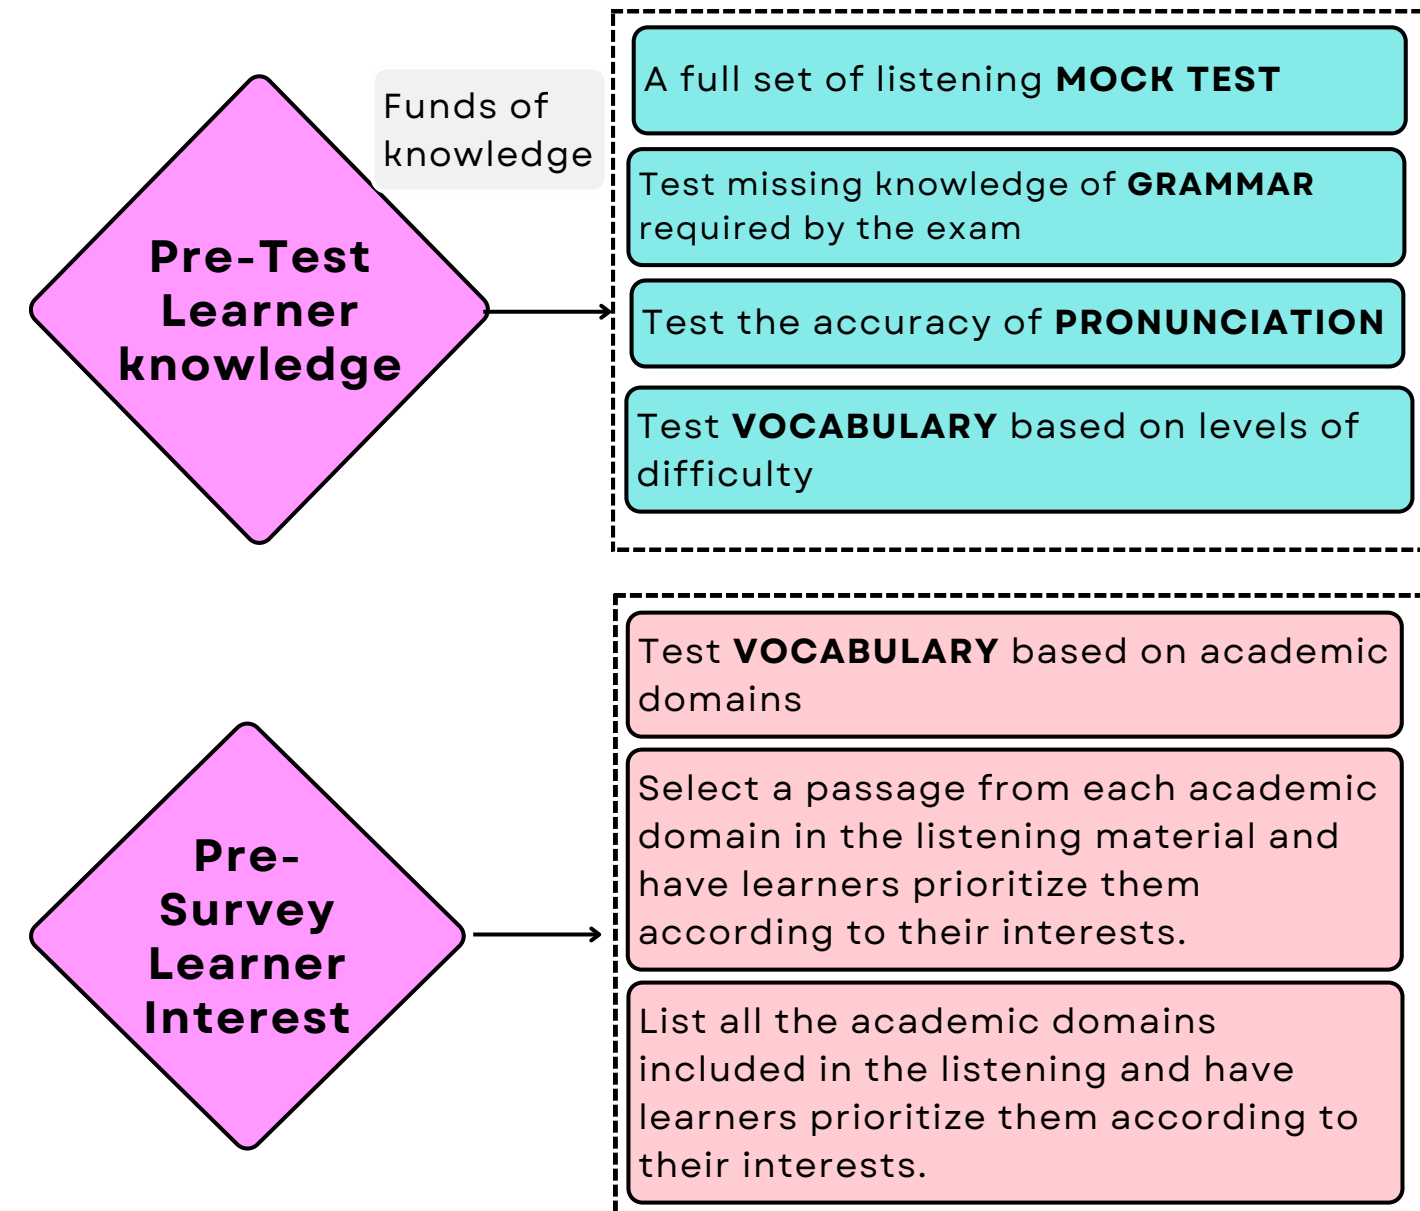 Funds of
knowledge
Pre-Test
Learner
knowledge
A full set of listening MOCK TEST
Test missing knowledge of GRAMMAR
required by the exam
Test the accuracy of PRONUNCIATION
Test VOCABULARY based on levels of
difficulty
Pre-
Survey
Learner
Interest
Test VOCABULARY based on academic
domains
Select a passage from each academic
domain in the listening material and
have learners prioritize them
according to their interests.
List all the academic domains
included in the listening and have
learners prioritize them according to
their interests.